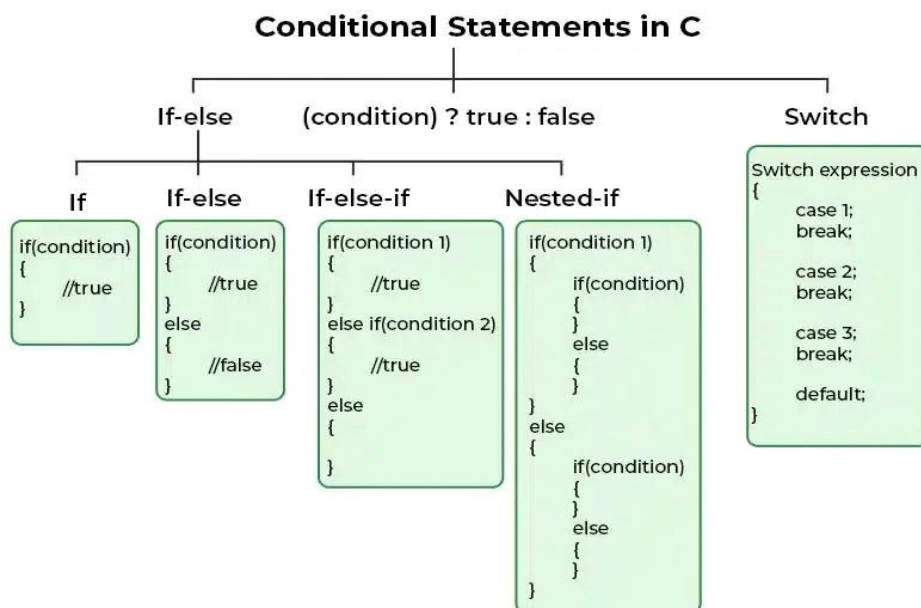 Conditional Statements in C
If-else
(condition) ? true : false
Switch
If
if(condition)
{
//true
}
If-else
if(condition)
{
//true
}
else
{
//false
}
If-else-if
if(condition 1)
{
//true
}
else if(condition 2)
{
//true
}
else
{
}
Nested-if
if(condition 1)
{
if(condition)
{
}
else
{
}
}
else
{
if(condition)
{
}
else
{
}
}
Switch expression
{
case 1;
break;
case 2;
break;
case 3;
break;
default;
}